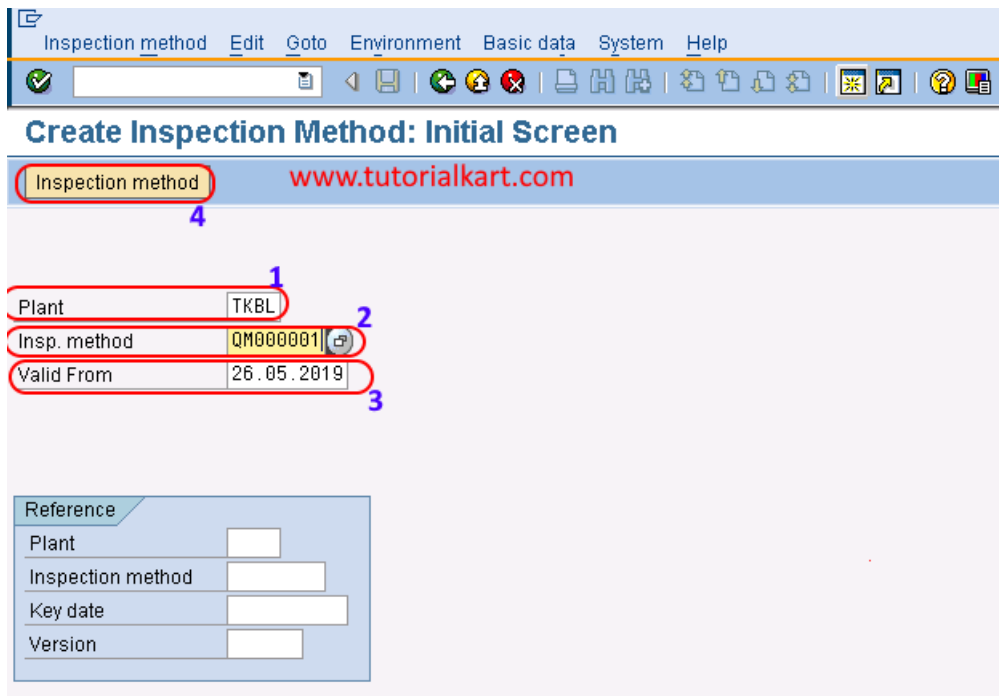 Inspection method Edit Goto Environment Basic data System Help
Create Inspection Method: Initial Screen
Inspection method www.tutorialkart.com
4
1
Plant TKBL
2
Insp. method QM000001
Valid From 26.05.2019
3
Reference
Plant
Inspection method
Key date
Version